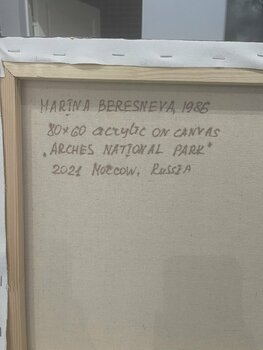 MARINA BERESNEVA, 1986
80×60 acrylic ON CANVAS
„ARCHES NATIONAL PARK"
2021 Moscow, Russia